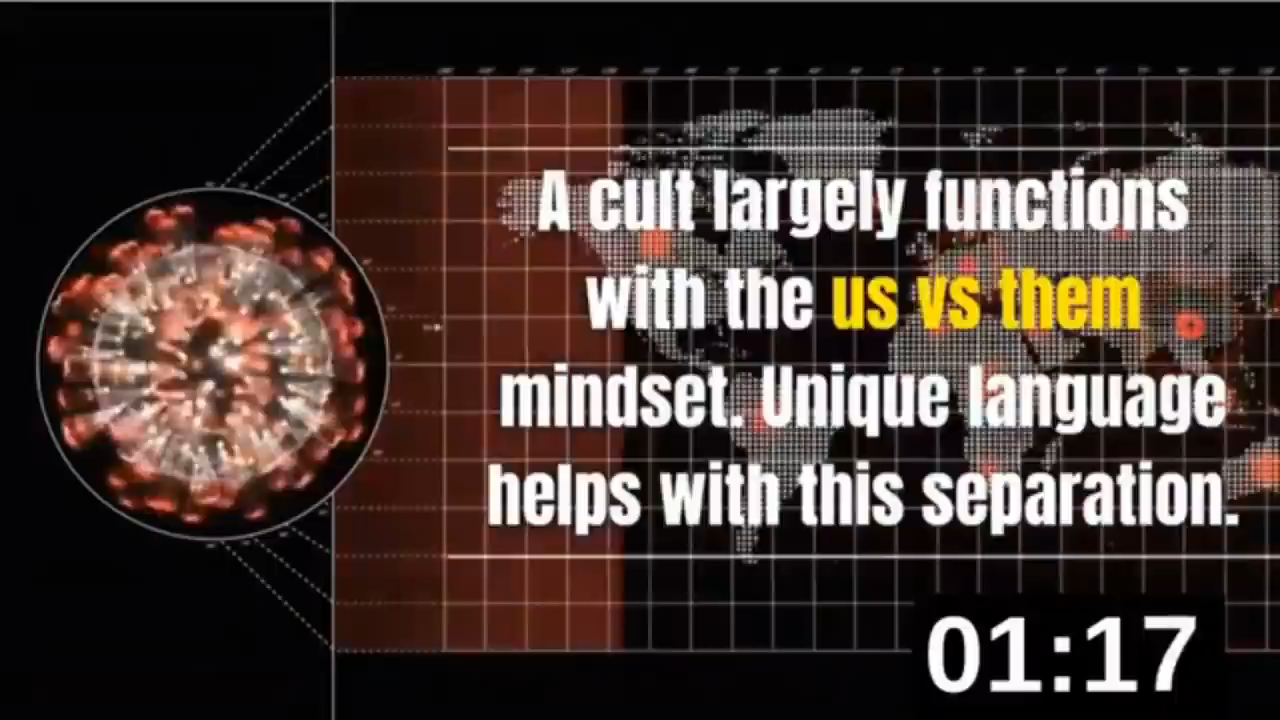 A cult largely functions
with the us vs them
mindset. Unique language
helps with this separation.
01:17